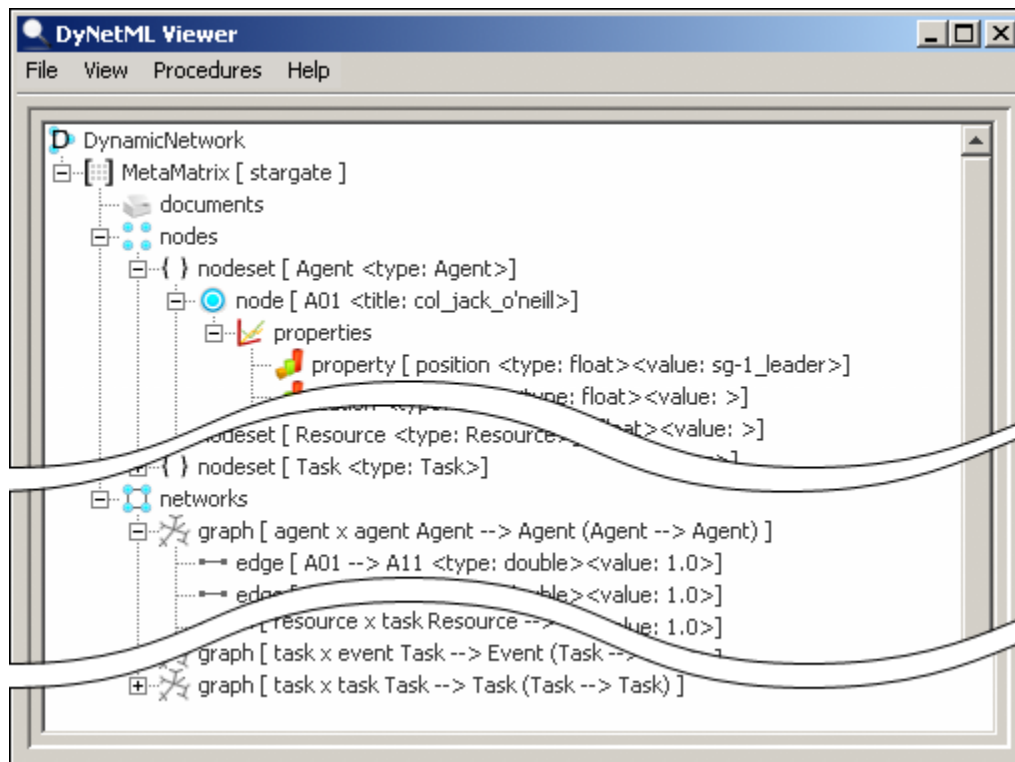 DyNetML Viewer
File View Procedures Help
DynamicNetwork
MetaMatrix [ stargate ]
documents
nodes
{ } nodeset [ Agent <type: Agent>]
node [ A01 <title: col_jack_o'neill>]
properties
property [ position <type: float><value: sg-1_leader>]
float><value: >]
nodeset [ Resource <type: Resource> <value: >]
{ } nodeset [ Task <type: Task>]
networks
graph [ agent x agent Agent --> Agent (Agent --> Agent) ]
edge [ A01 --> A11 <type: double><value: 1.0>]
edge <value: 1.0>]
resource x task Resource --> 1.0>]
graph [ task x event Task --> Event (Task --> ]
graph [ task x task Task --> Task (Task --> Task) ]